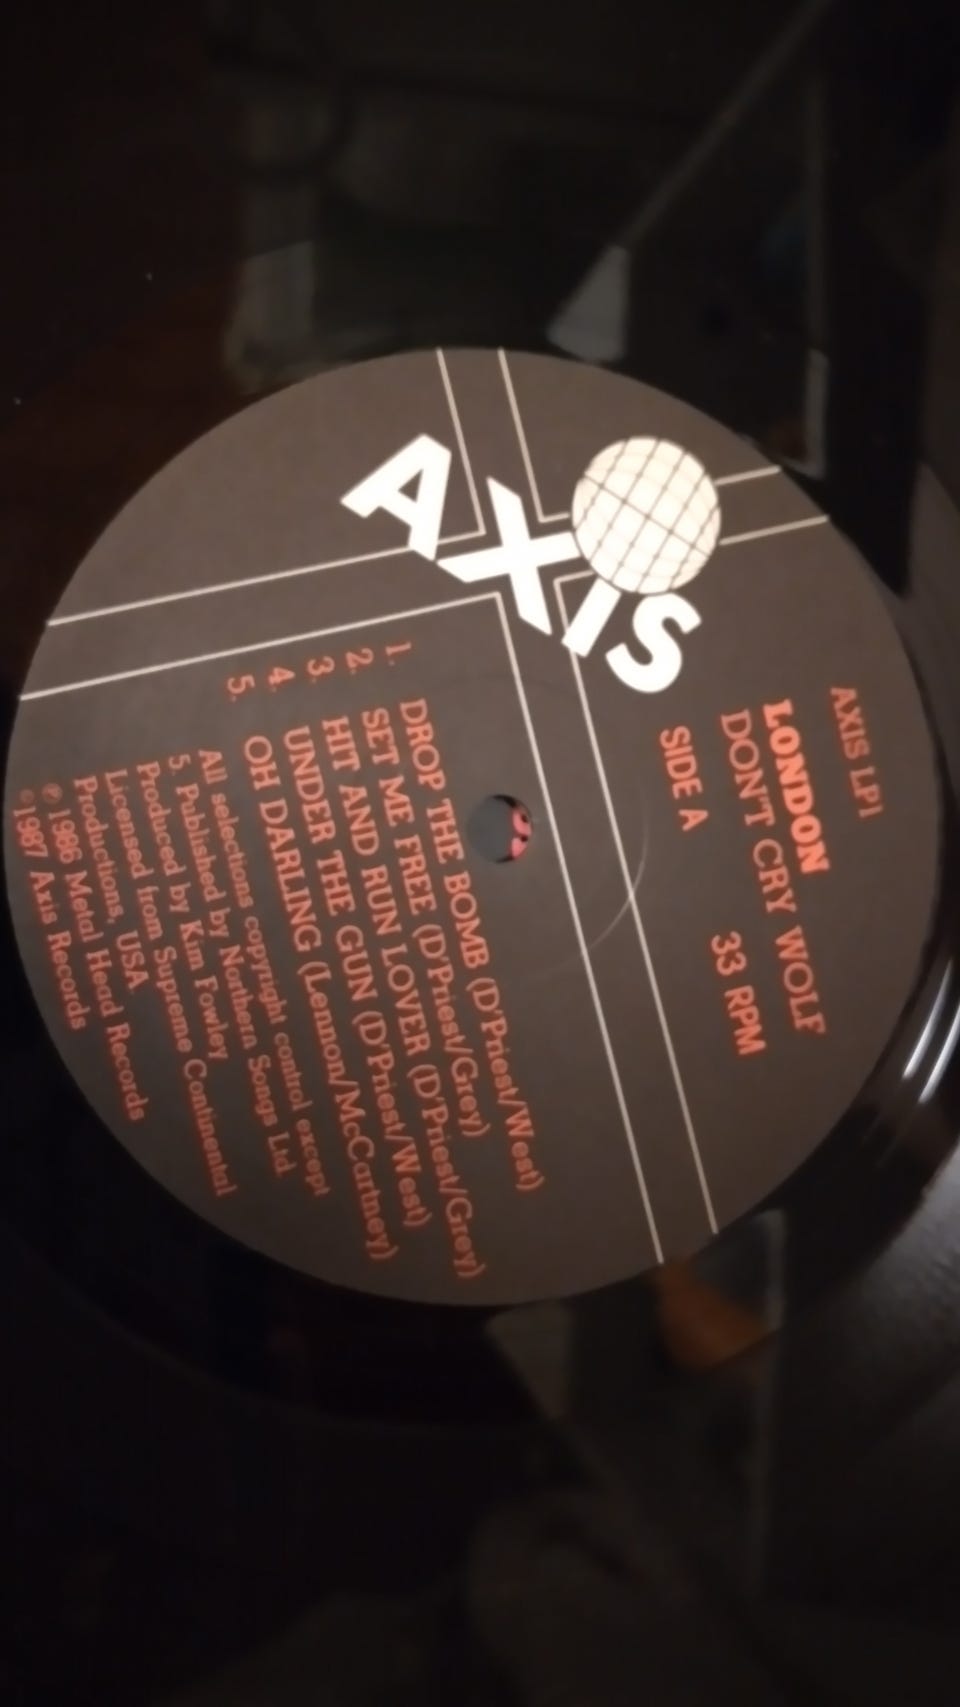 AXIS LP1
LONDON
DON'T CRY WOLF
SIDE A 33 RPM
AXIS
1. DROP THE BOMB (D'Priest/West)
2. SET ME FREE (D'Priest/Grey)
3. HIT AND RUN LOVER (D'Priest/Grey)
4. UNDER THE GUN (D'Priest/West)
5. OH DARLING (Lennon/McCartney)
All selections copyright control except
5. Published by Northern Songs Ltd
Produced by Kim Fowley
Licensed from Supreme Continental
Productions, USA
℗ 1986 Metal Head Records
©1987 Axis Records